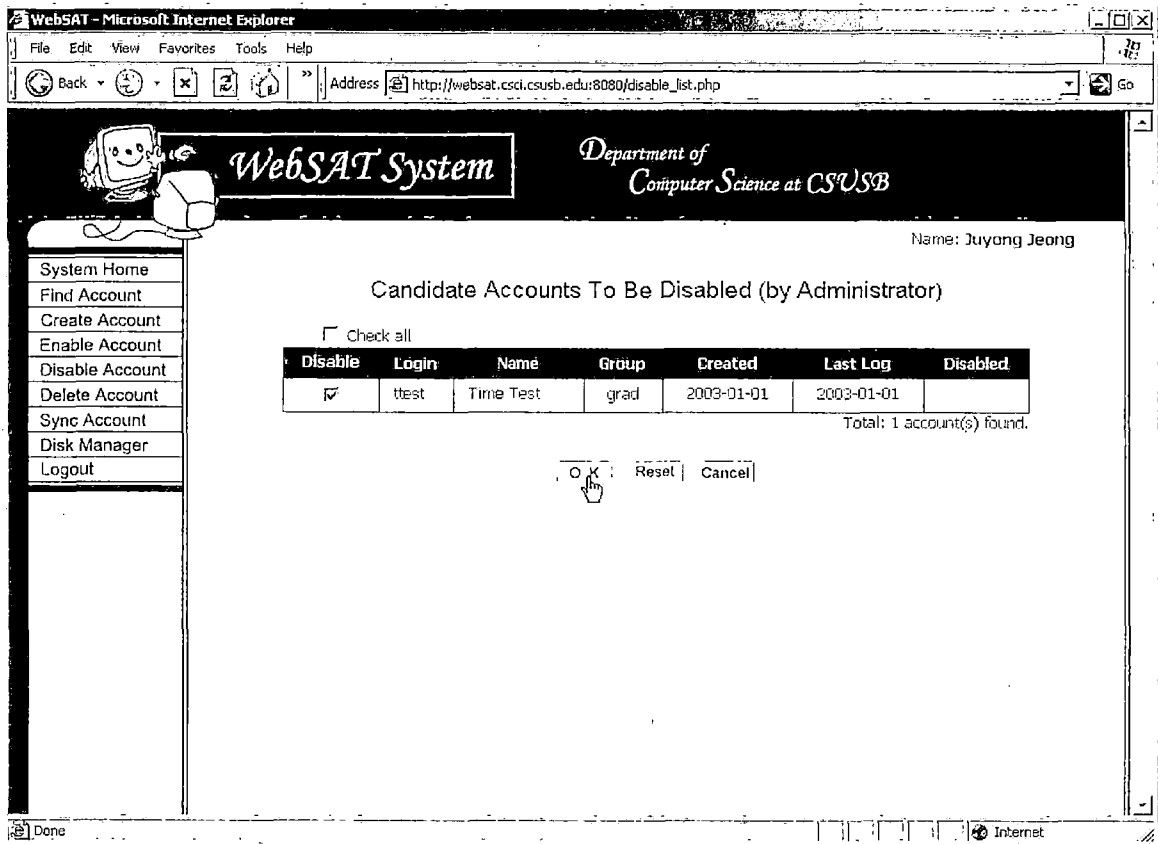 WebSAT - Microsoft Internet Explorer
File Edit View Favorites Tools Help
Back Address http://websat.csci.csusb.edu:8080/disable_list.php Go
WebSAT System
Department of
Computer Science at CSUSB
Name: Juyong Jeong
System Home
Find Account
Create Account
Enable Account
Disable Account
Delete Account
Sync Account
Disk Manager
Logout
Candidate Accounts To Be Disabled (by Administrator)
Check all
Disable Login Name Group Created Last Log Disabled
ttest Time Test grad 2003-01-01 2003-01-01
Total: 1 account(s) found.
O K Reset Cancel
Done Internet